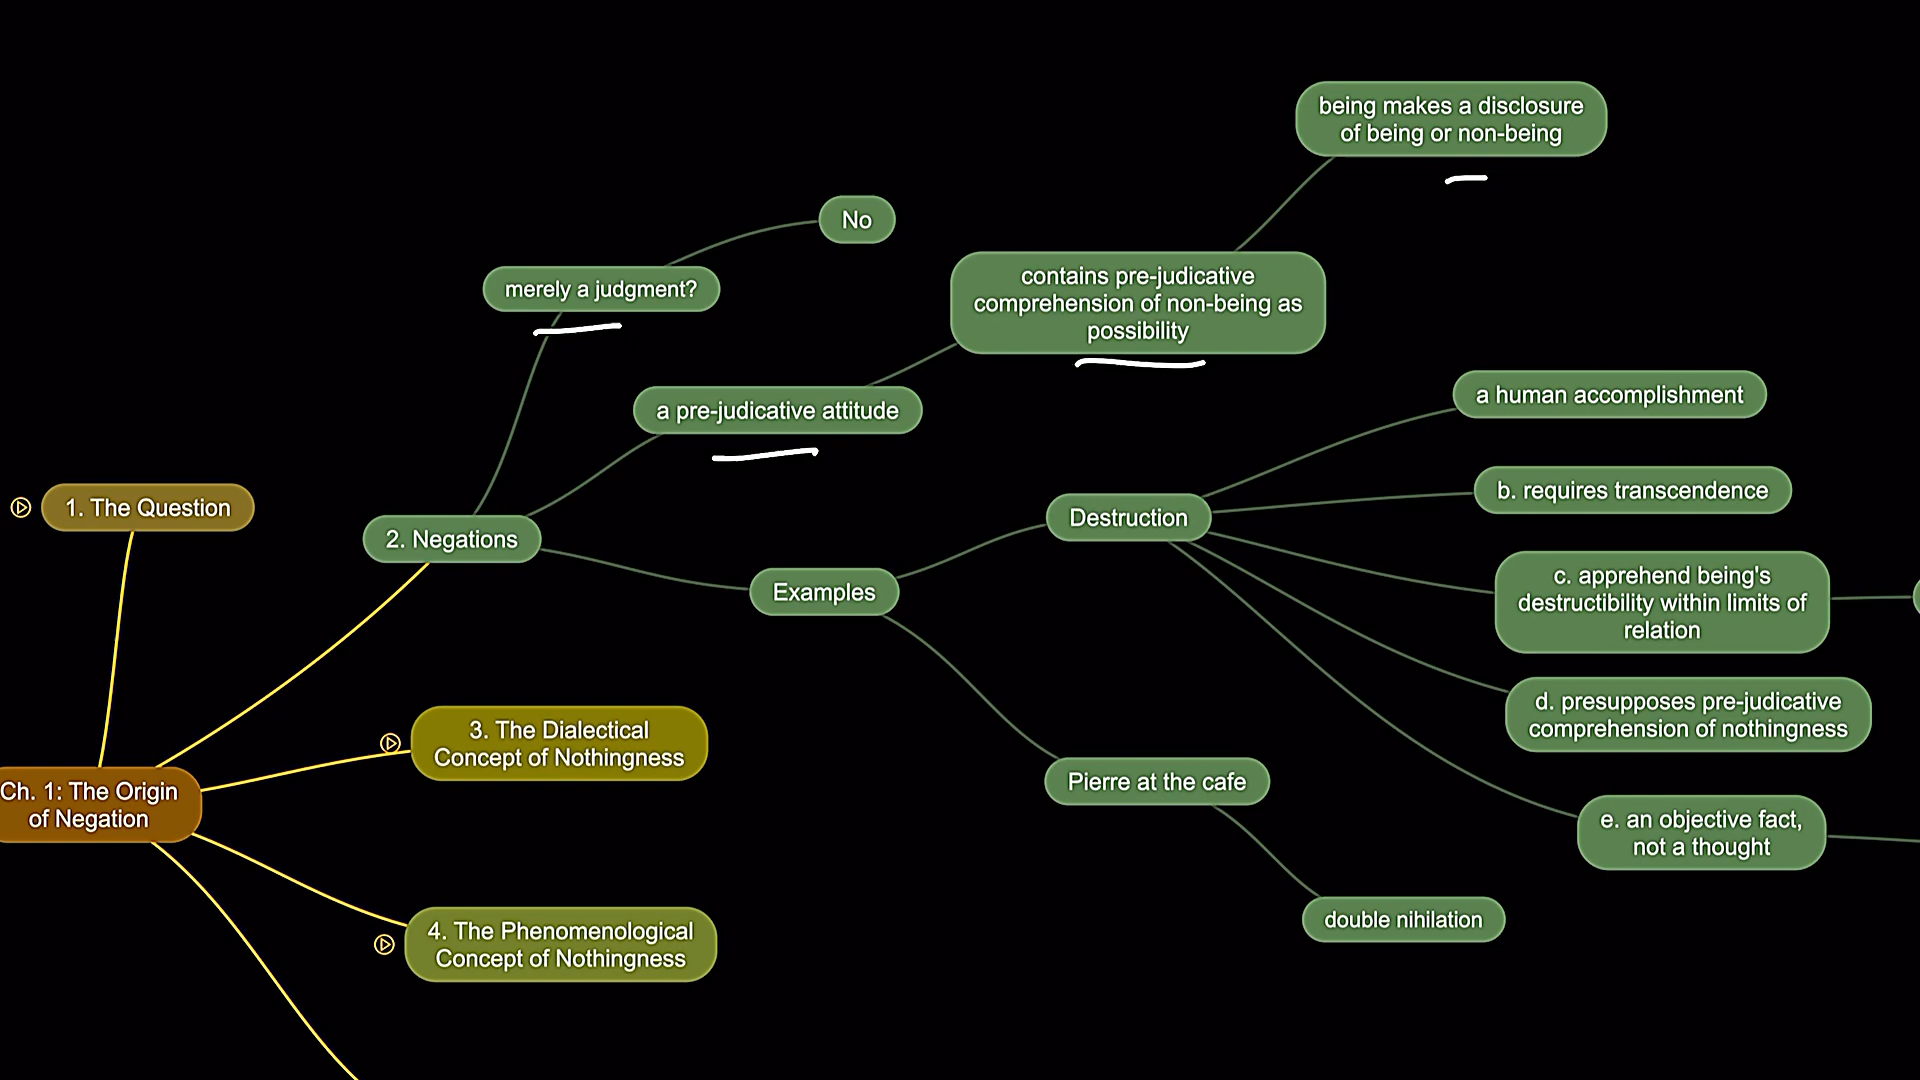 being makes a disclosure
of being or non-being
No
merely a judgment?
contains pre-judicative
comprehension of non-being as
possibility
a pre-judicative attitude
a human accomplishment
1. The Question
2. Negations
Destruction
b. requires transcendence
Examples
c. apprehend being's
destructibility within limits of
relation
3. The Dialectical
Concept of Nothingness
d. presupposes pre-judicative
comprehension of nothingness
Ch. 1: The Origin
of Negation
Pierre at the cafe
e. an objective fact,
not a thought
4. The Phenomenological
Concept of Nothingness
double nihilation